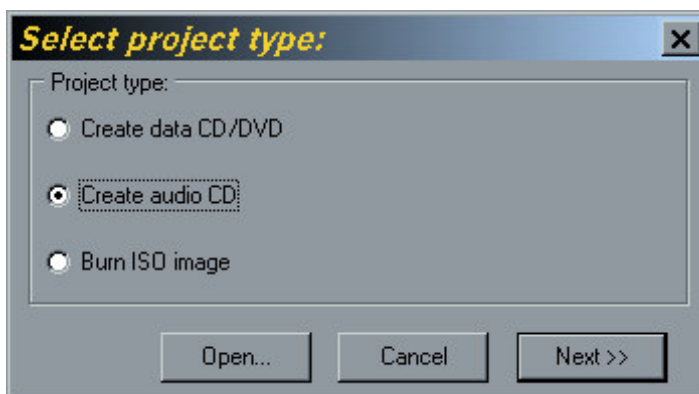 Select project type:
Project type:
Create data CD/DVD
Create audio CD
Burn ISO image
Open... Cancel Next >>